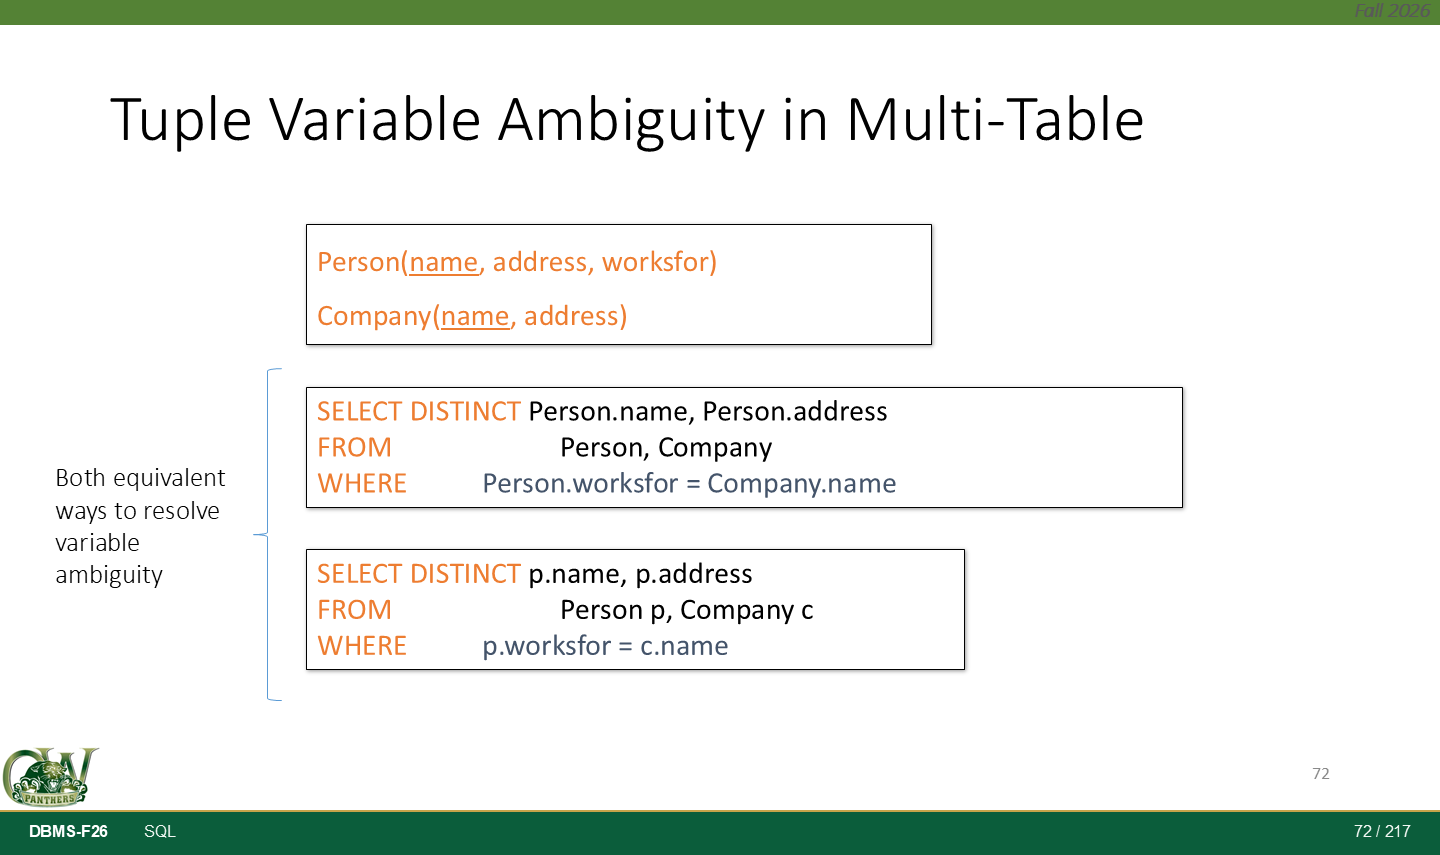 Fall 2026
Tuple Variable Ambiguity in Multi-Table
Person(name, address, worksfor)
Company(name, address)
SELECT DISTINCT Person.name, Person.address
FROM Person, Company
WHERE Person.worksfor = Company.name
Both equivalent
ways to resolve
variable
ambiguity
SELECT DISTINCT p.name, p.address
FROM Person p, Company c
WHERE p.worksfor = c.name
OW
PANTHERS
72
DBMS-F26 SQL 72 / 217